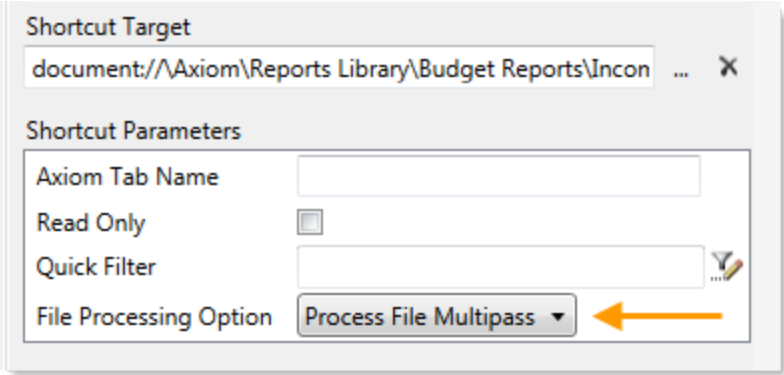 Shortcut Target
document://\Axiom\Reports Library\Budget Reports\Incon
...
Shortcut Parameters
Axiom Tab Name
Read Only
Quick Filter
File Processing Option Process File Multipass